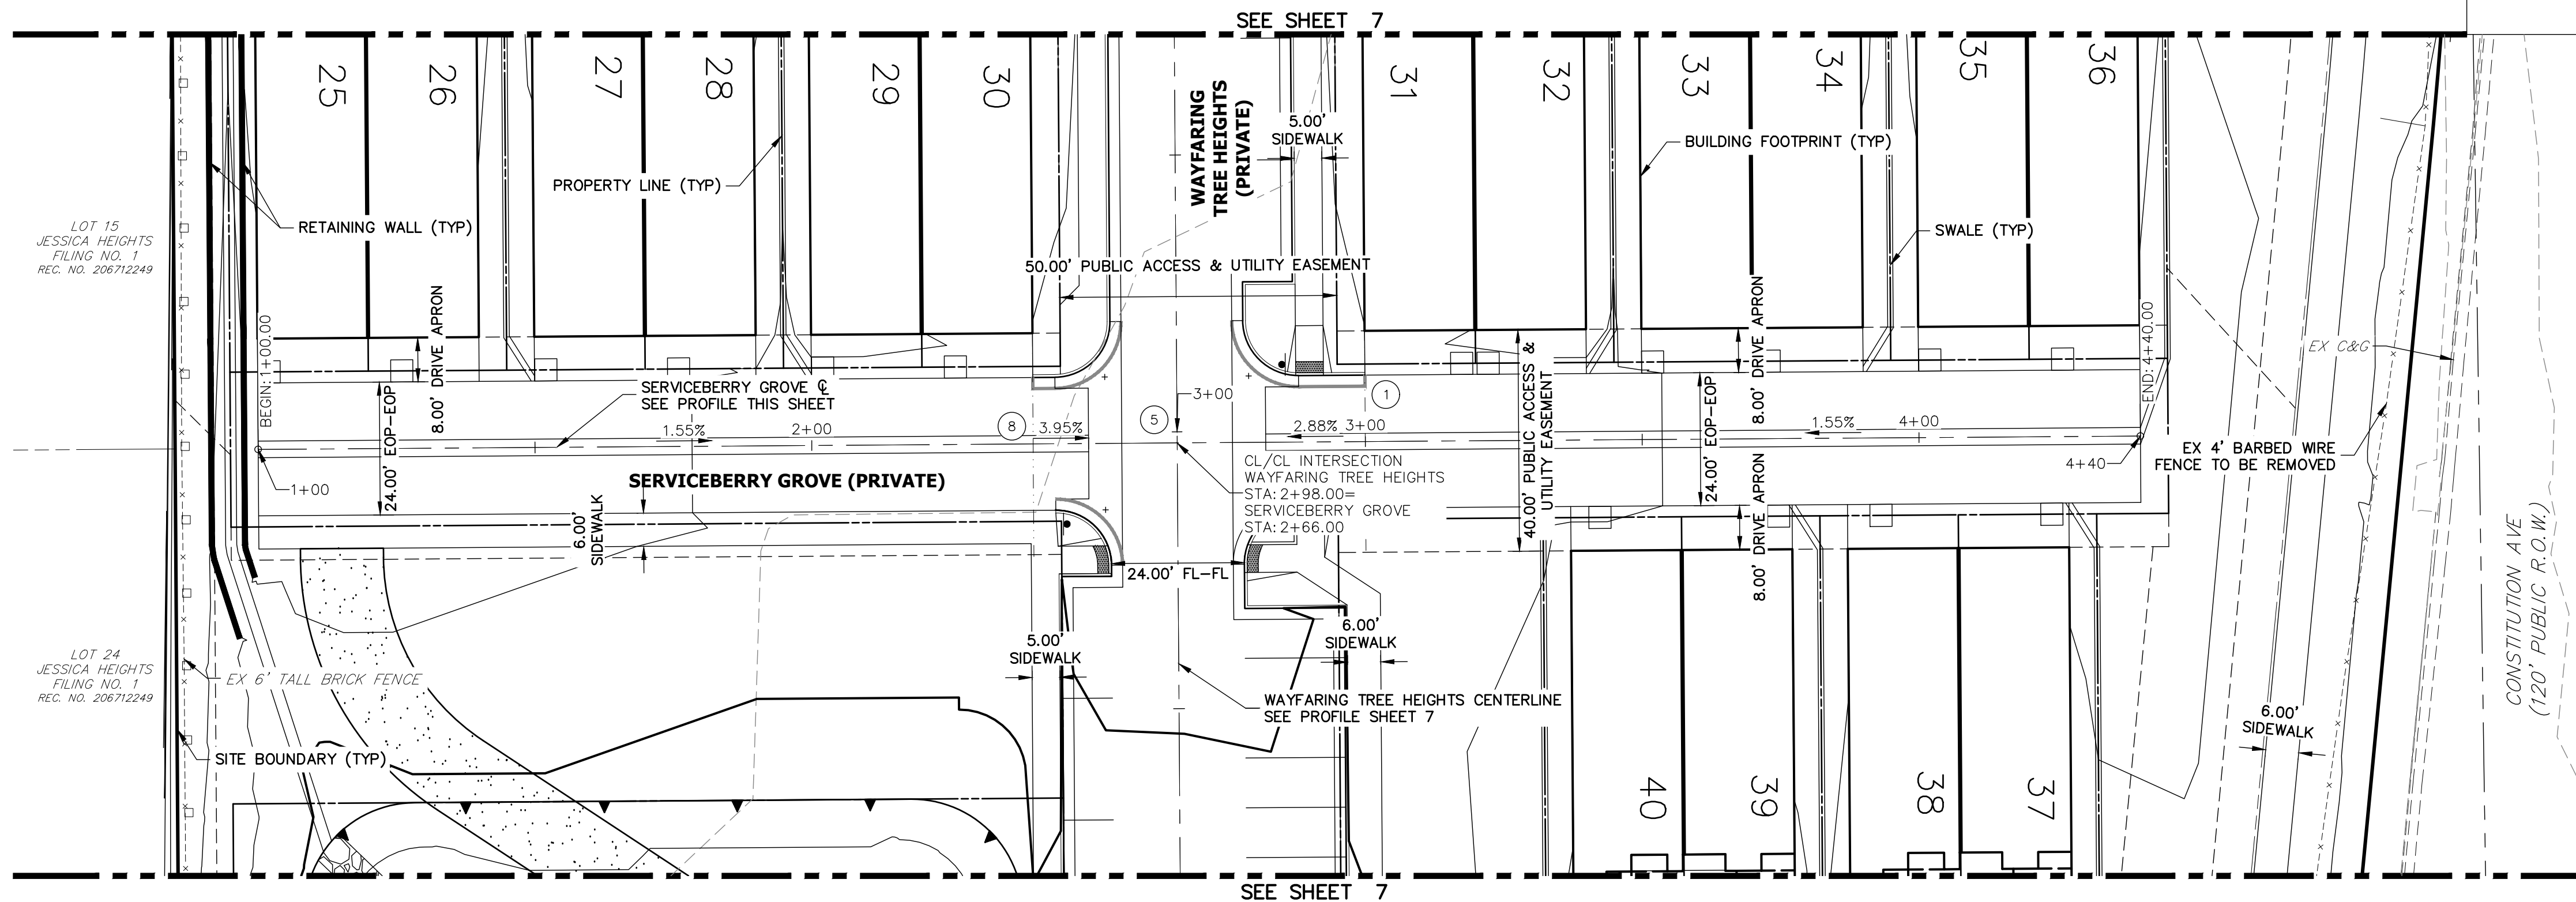 SEE SHEET 7
25
26
27
28
29
30
31
32
33
34
35
36
WAYFARING
TREE HEIGHTS
(PRIVATE)
5.00'
SIDEWALK
BUILDING FOOTPRINT (TYP)
PROPERTY LINE (TYP)
RETAINING WALL (TYP)
SWALE (TYP)
LOT 15
JESSICA HEIGHTS
FILING NO. 1
REC. NO. 206712249
50.00' PUBLIC ACCESS & UTILITY EASEMENT
BEGIN: 1+00.00
24.00' EOP-EOP
8.00' DRIVE APRON
SERVICEBERRY GROVE ℄
SEE PROFILE THIS SHEET
1.55%
2+00
8
3.95%
5
3+00
1
2.88%
3+00
40.00' PUBLIC ACCESS &
UTILITY EASEMENT
24.00' EOP-EOP
8.00' DRIVE APRON
1.55%
4+00
END: 4+40.00
EX C&G
1+00
SERVICEBERRY GROVE (PRIVATE)
6.00'
SIDEWALK
CL/CL INTERSECTION
WAYFARING TREE HEIGHTS
STA: 2+98.00=
SERVICEBERRY GROVE
STA: 2+66.00
8.00' DRIVE APRON
4+40
EX 4' BARBED WIRE
FENCE TO BE REMOVED
CONSTITUTION AVE
(120' PUBLIC R.O.W.)
24.00' FL-FL
LOT 24
JESSICA HEIGHTS
FILING NO. 1
REC. NO. 206712249
EX 6' TALL BRICK FENCE
5.00'
SIDEWALK
6.00'
SIDEWALK
WAYFARING TREE HEIGHTS CENTERLINE
SEE PROFILE SHEET 7
6.00'
SIDEWALK
SITE BOUNDARY (TYP)
40
39
38
37
SEE SHEET 7